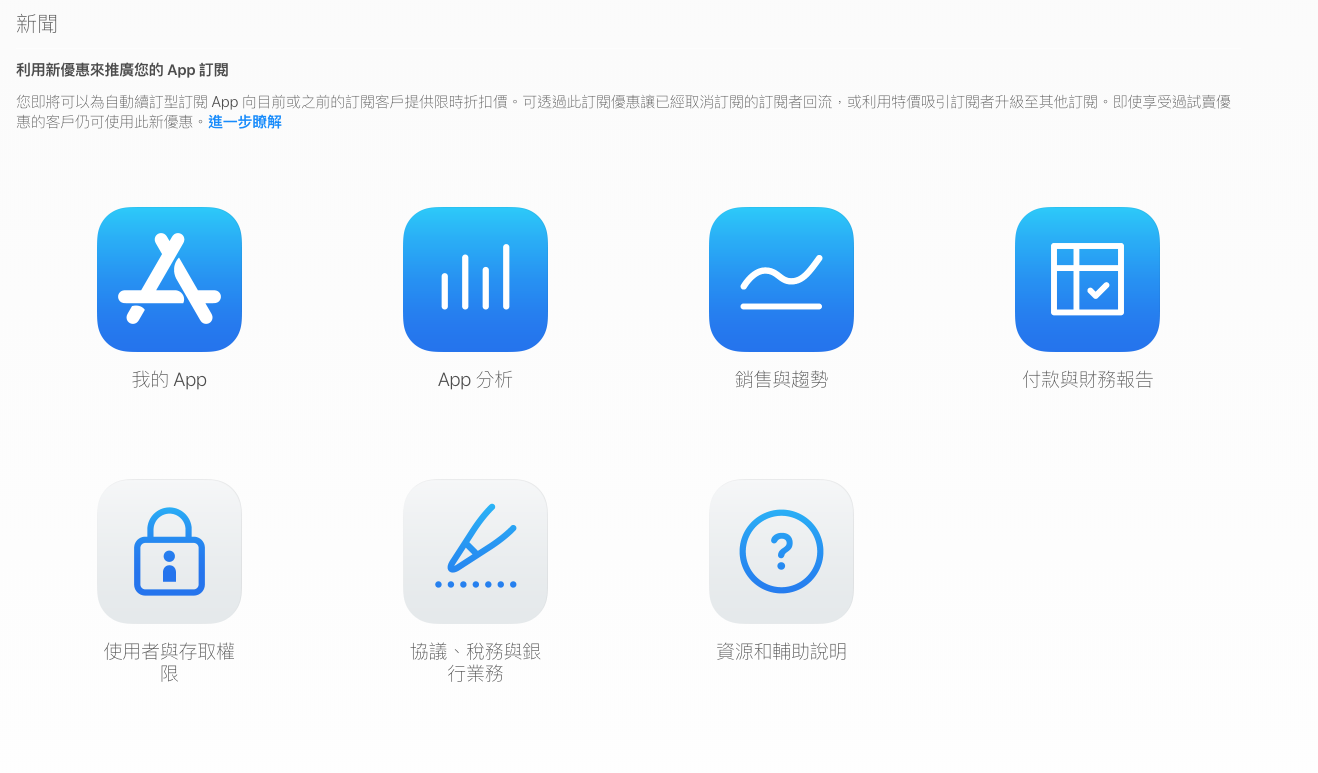 新聞
利用新優惠來推廣您的 App 訂閱
您即將可以為自動續訂型訂閱 App 向目前或之前的訂閱客戶提供限時折扣價。可透過此訂閱優惠讓已經取消訂閱的訂閱者回流，或利用特價吸引訂閱者升級至其他訂閱。即使享受過試賣優
惠的客戶仍可使用此新優惠。進一步瞭解
我的 App
App 分析
銷售與趨勢
付款與財務報告
使用者與存取權
限
協議、稅務與銀
行業務
資源和輔助說明